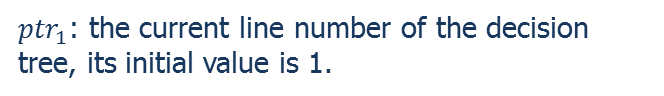 ptr₁: the current line number of the decision
tree, its initial value is 1.